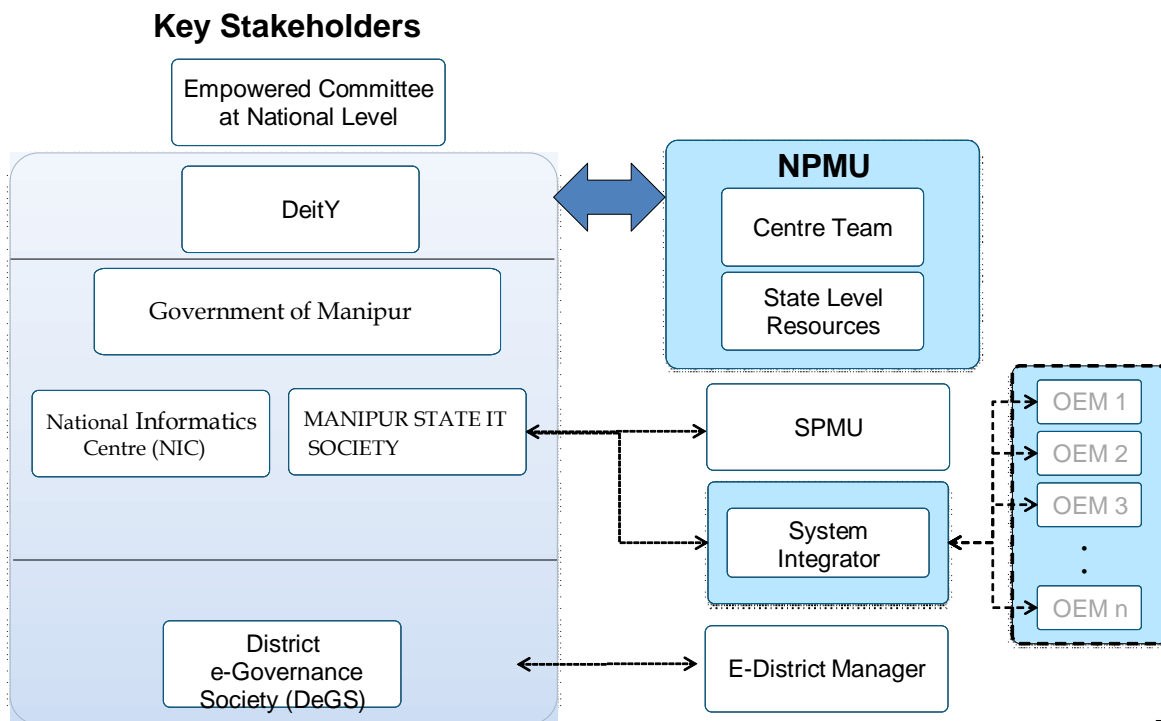 Key Stakeholders
Empowered Committee
at National Level
DeitY
NPMU
Centre Team
State Level
Resources
Government of Manipur
National Informatics
Centre (NIC)
MANIPUR STATE IT
SOCIETY
SPMU
System
Integrator
OEM 1
OEM 2
OEM 3
.
.
OEM n
District
e-Governance
Society (DeGS)
E-District Manager